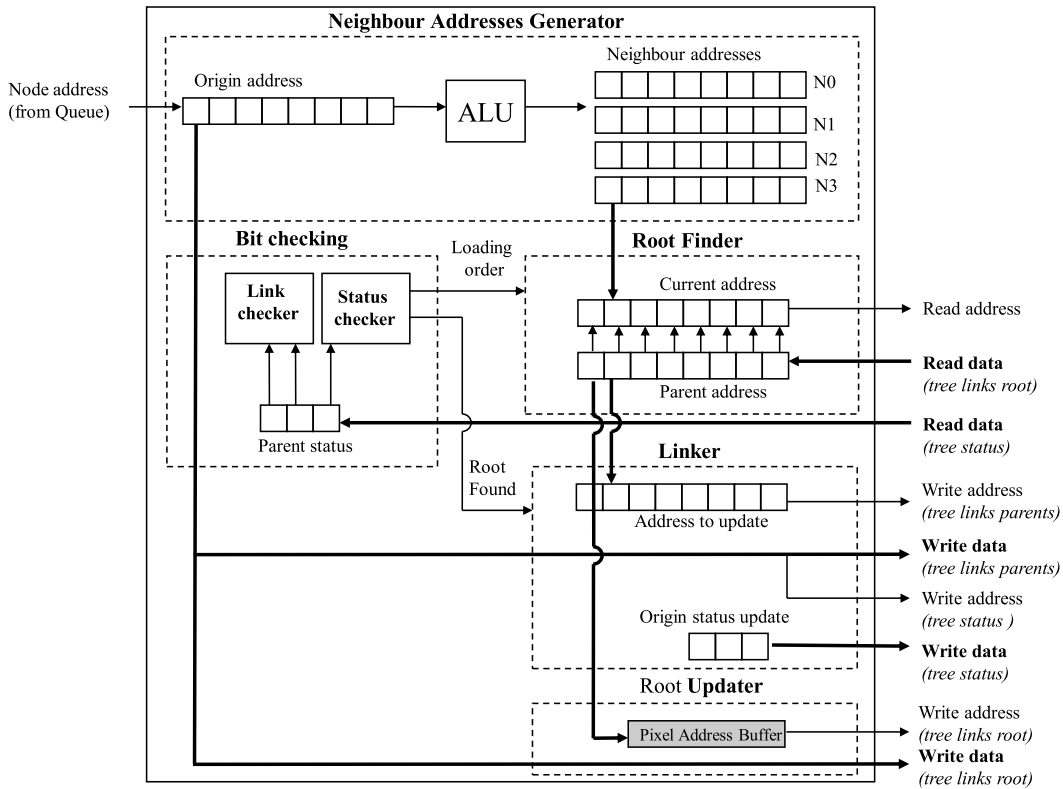 Neighbour Addresses Generator
Neighbour addresses
Node address
(from Queue)
Origin address
ALU
N0
N1
N2
N3
Bit checking
Loading
order
Root Finder
Link
checker
Status
checker
Current address
Read address
Read data
(tree links root)
Parent address
Read data
(tree status)
Parent status
Linker
Root
Found
Write address
(tree links parents)
Address to update
Write data
(tree links parents)
Write address
(tree status )
Origin status update
Write data
(tree status)
Root Updater
Write address
(tree links root)
Pixel Address Buffer
Write data
(tree links root)